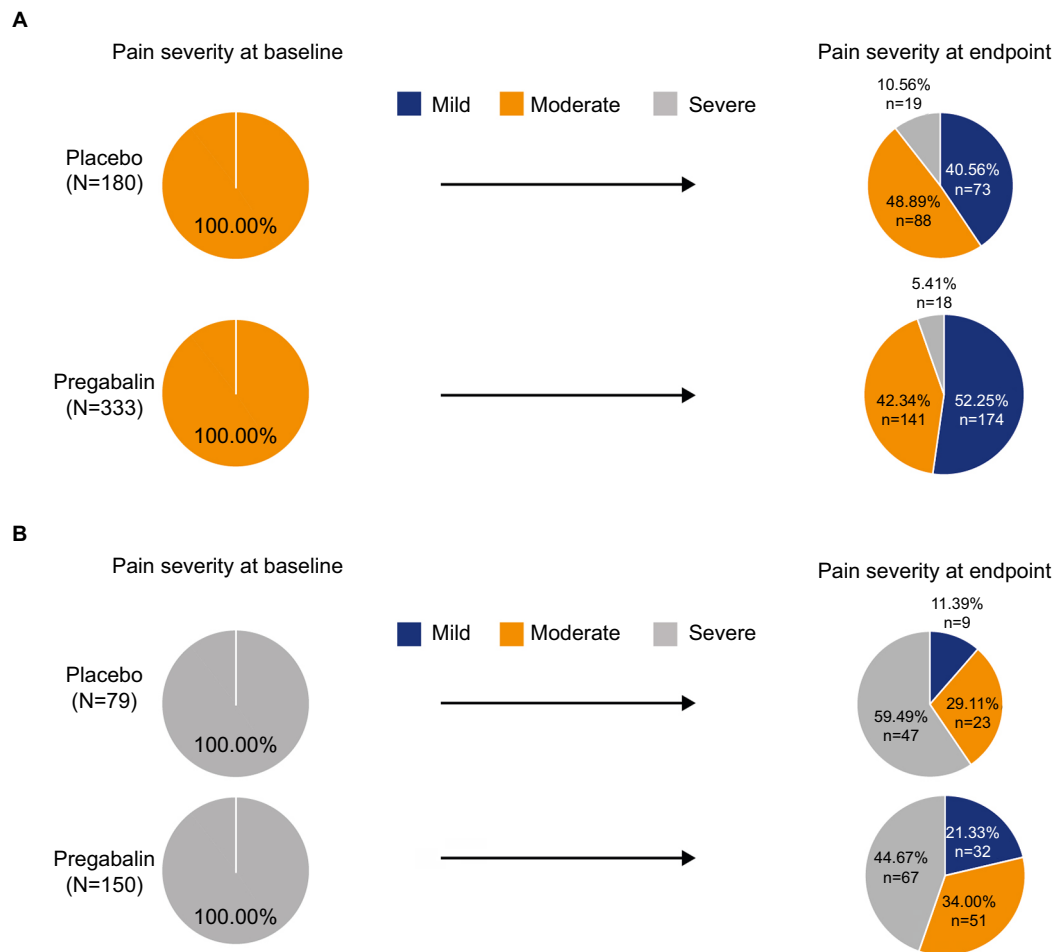 A
Pain severity at baseline
Pain severity at endpoint
Mild
Moderate
Severe
Placebo
(N=180)
100.00%
10.56%
n=19
40.56%
n=73
48.89%
n=88
Pregabalin
(N=333)
100.00%
5.41%
n=18
42.34%
n=141
52.25%
n=174
B
Pain severity at baseline
Pain severity at endpoint
Mild
Moderate
Severe
Placebo
(N=79)
100.00%
11.39%
n=9
29.11%
n=23
59.49%
n=47
Pregabalin
(N=150)
100.00%
21.33%
n=32
44.67%
n=67
34.00%
n=51